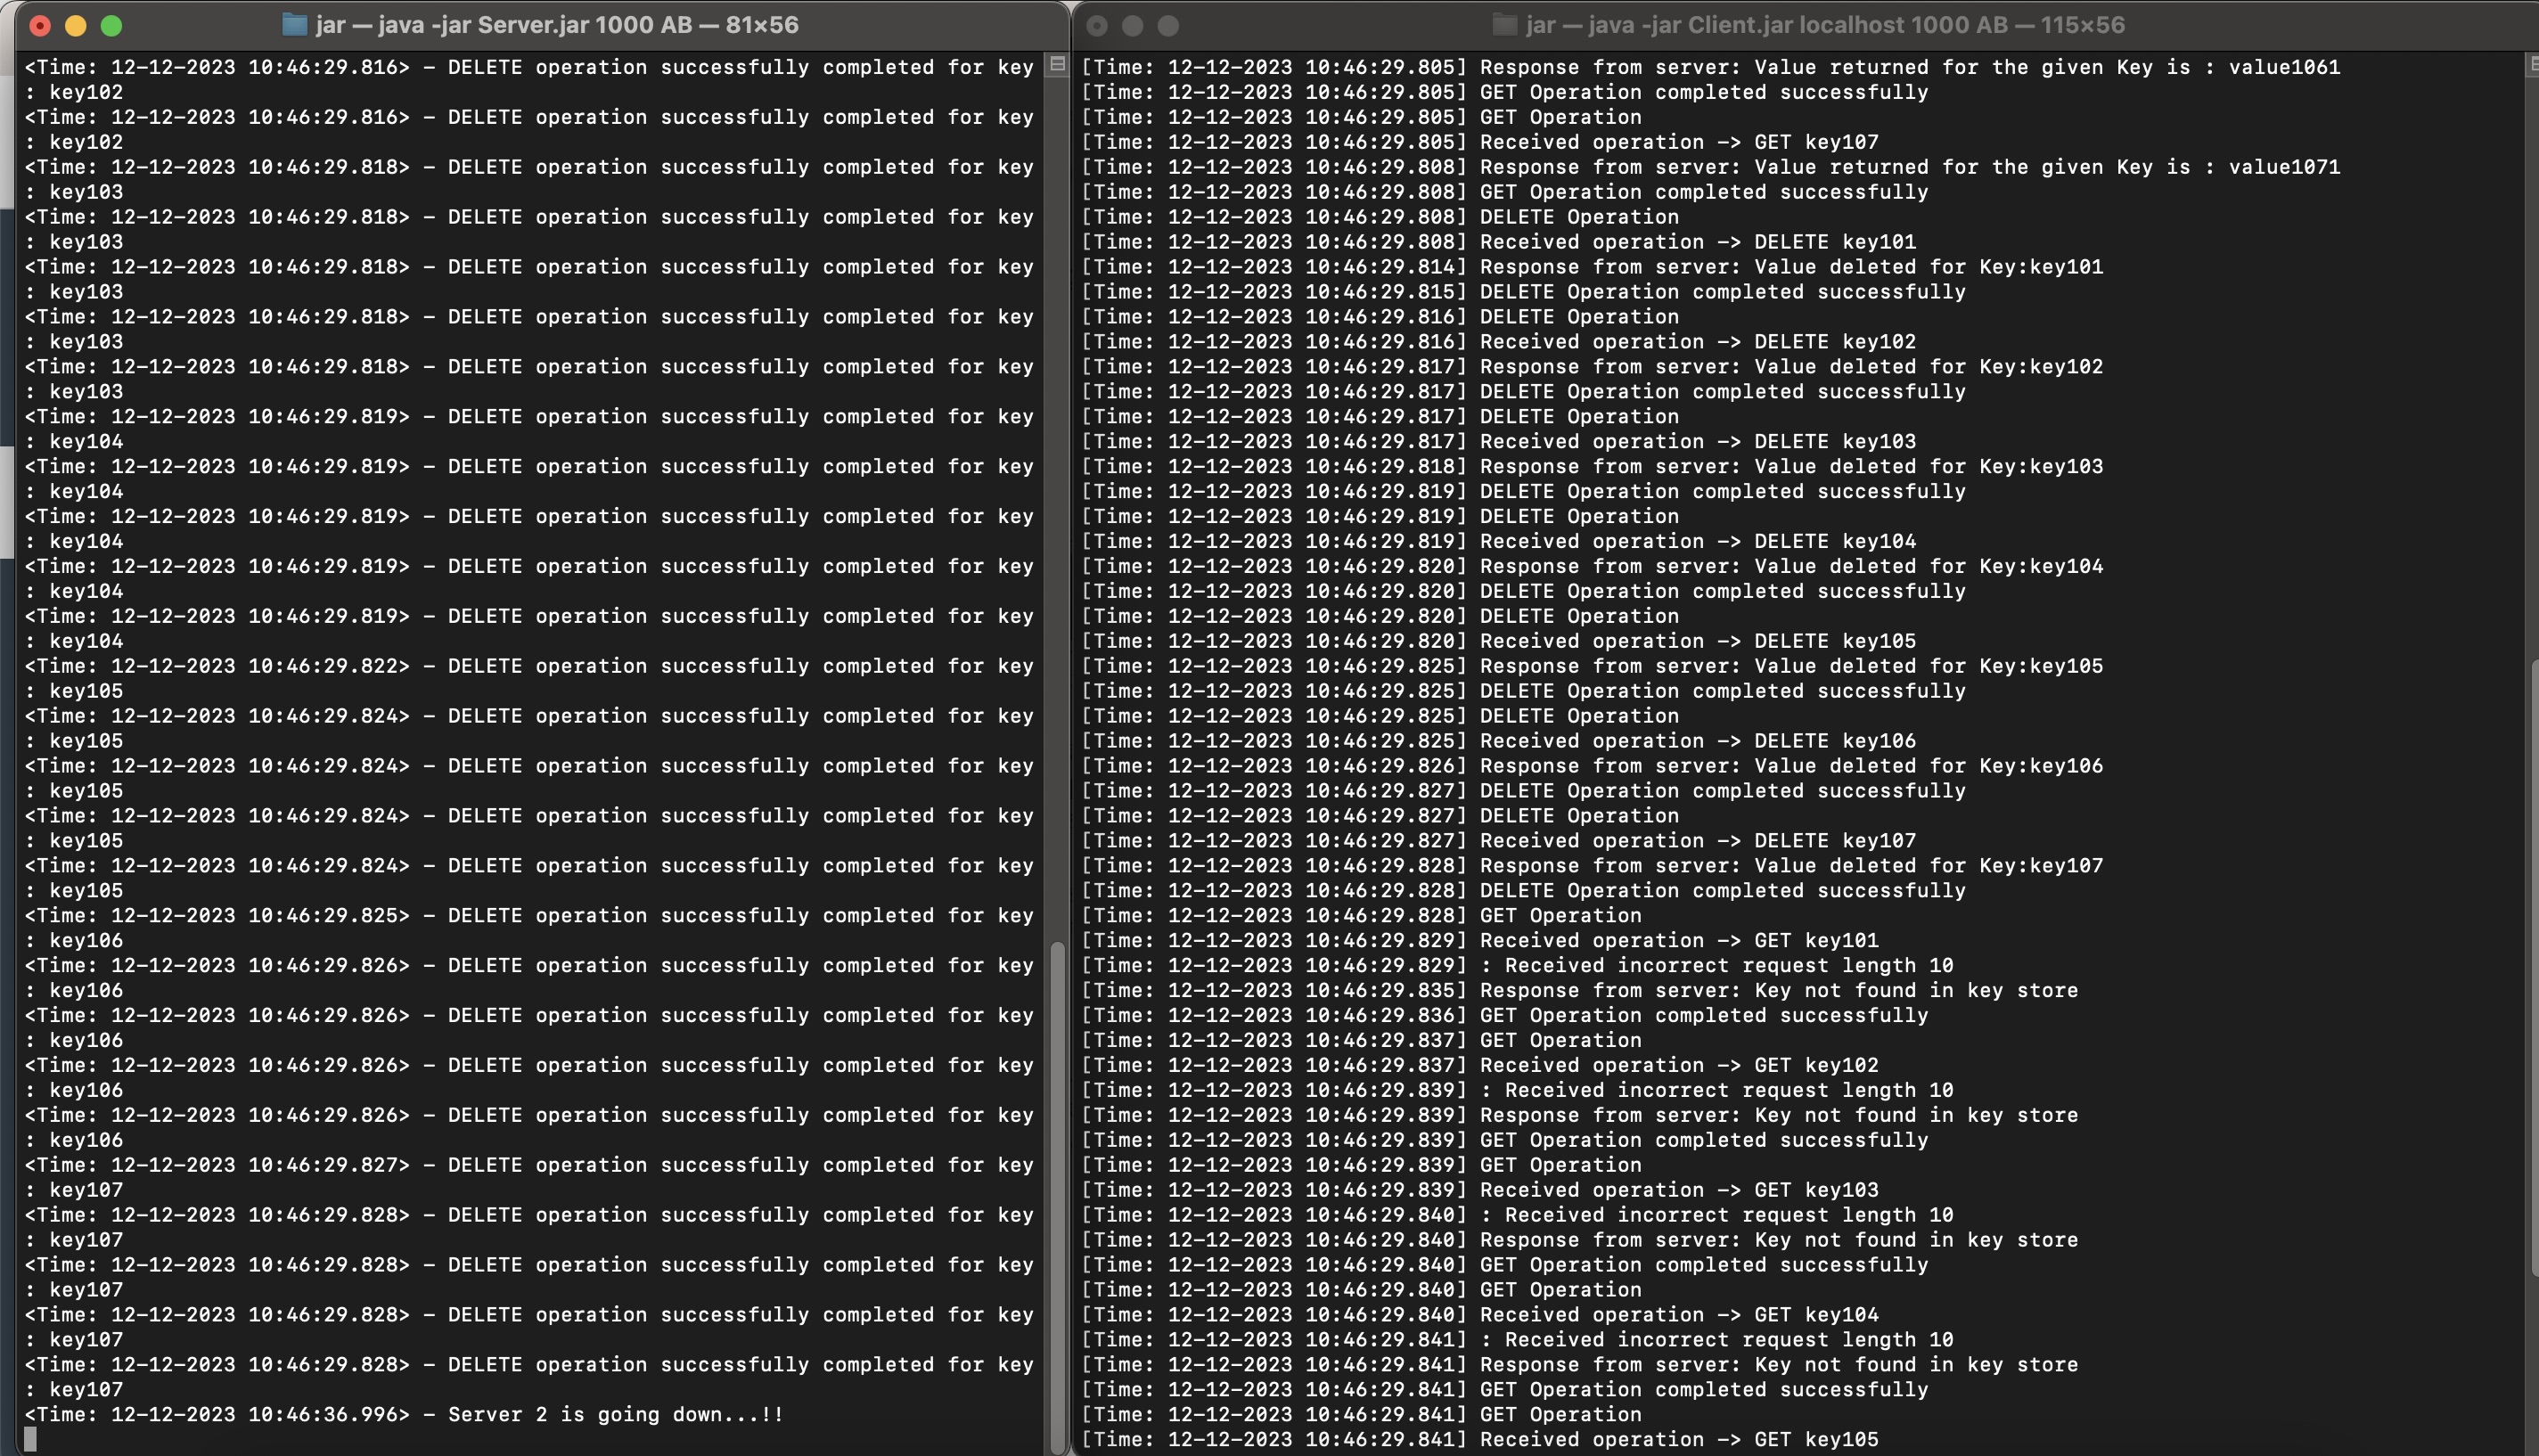 jar — java -jar Server.jar 1000 AB — 81×56
<Time: 12-12-2023 10:46:29.816> - DELETE operation successfully completed for key
: key102
<Time: 12-12-2023 10:46:29.816> - DELETE operation successfully completed for key
: key102
<Time: 12-12-2023 10:46:29.818> - DELETE operation successfully completed for key
: key103
<Time: 12-12-2023 10:46:29.818> - DELETE operation successfully completed for key
: key103
<Time: 12-12-2023 10:46:29.818> - DELETE operation successfully completed for key
: key103
<Time: 12-12-2023 10:46:29.818> - DELETE operation successfully completed for key
: key103
<Time: 12-12-2023 10:46:29.818> - DELETE operation successfully completed for key
: key103
<Time: 12-12-2023 10:46:29.819> - DELETE operation successfully completed for key
: key104
<Time: 12-12-2023 10:46:29.819> - DELETE operation successfully completed for key
: key104
<Time: 12-12-2023 10:46:29.819> - DELETE operation successfully completed for key
: key104
<Time: 12-12-2023 10:46:29.819> - DELETE operation successfully completed for key
: key104
<Time: 12-12-2023 10:46:29.819> - DELETE operation successfully completed for key
: key104
<Time: 12-12-2023 10:46:29.822> - DELETE operation successfully completed for key
: key105
<Time: 12-12-2023 10:46:29.824> - DELETE operation successfully completed for key
: key105
<Time: 12-12-2023 10:46:29.824> - DELETE operation successfully completed for key
: key105
<Time: 12-12-2023 10:46:29.824> - DELETE operation successfully completed for key
: key105
<Time: 12-12-2023 10:46:29.824> - DELETE operation successfully completed for key
: key105
<Time: 12-12-2023 10:46:29.825> - DELETE operation successfully completed for key
: key106
<Time: 12-12-2023 10:46:29.826> - DELETE operation successfully completed for key
: key106
<Time: 12-12-2023 10:46:29.826> - DELETE operation successfully completed for key
: key106
<Time: 12-12-2023 10:46:29.826> - DELETE operation successfully completed for key
: key106
<Time: 12-12-2023 10:46:29.826> - DELETE operation successfully completed for key
: key106
<Time: 12-12-2023 10:46:29.827> - DELETE operation successfully completed for key
: key107
<Time: 12-12-2023 10:46:29.828> - DELETE operation successfully completed for key
: key107
<Time: 12-12-2023 10:46:29.828> - DELETE operation successfully completed for key
: key107
<Time: 12-12-2023 10:46:29.828> - DELETE operation successfully completed for key
: key107
<Time: 12-12-2023 10:46:29.828> - DELETE operation successfully completed for key
: key107
<Time: 12-12-2023 10:46:36.996> - Server 2 is going down...!!
jar — java -jar Client.jar localhost 1000 AB — 115×56
[Time: 12-12-2023 10:46:29.805] Response from server: Value returned for the given Key is : value1061
[Time: 12-12-2023 10:46:29.805] GET Operation completed successfully
[Time: 12-12-2023 10:46:29.805] GET Operation
[Time: 12-12-2023 10:46:29.805] Received operation -> GET key107
[Time: 12-12-2023 10:46:29.808] Response from server: Value returned for the given Key is : value1071
[Time: 12-12-2023 10:46:29.808] GET Operation completed successfully
[Time: 12-12-2023 10:46:29.808] DELETE Operation
[Time: 12-12-2023 10:46:29.808] Received operation -> DELETE key101
[Time: 12-12-2023 10:46:29.814] Response from server: Value deleted for Key:key101
[Time: 12-12-2023 10:46:29.815] DELETE Operation completed successfully
[Time: 12-12-2023 10:46:29.816] DELETE Operation
[Time: 12-12-2023 10:46:29.816] Received operation -> DELETE key102
[Time: 12-12-2023 10:46:29.817] Response from server: Value deleted for Key:key102
[Time: 12-12-2023 10:46:29.817] DELETE Operation completed successfully
[Time: 12-12-2023 10:46:29.817] DELETE Operation
[Time: 12-12-2023 10:46:29.817] Received operation -> DELETE key103
[Time: 12-12-2023 10:46:29.818] Response from server: Value deleted for Key:key103
[Time: 12-12-2023 10:46:29.819] DELETE Operation completed successfully
[Time: 12-12-2023 10:46:29.819] DELETE Operation
[Time: 12-12-2023 10:46:29.819] Received operation -> DELETE key104
[Time: 12-12-2023 10:46:29.820] Response from server: Value deleted for Key:key104
[Time: 12-12-2023 10:46:29.820] DELETE Operation completed successfully
[Time: 12-12-2023 10:46:29.820] DELETE Operation
[Time: 12-12-2023 10:46:29.820] Received operation -> DELETE key105
[Time: 12-12-2023 10:46:29.825] Response from server: Value deleted for Key:key105
[Time: 12-12-2023 10:46:29.825] DELETE Operation completed successfully
[Time: 12-12-2023 10:46:29.825] DELETE Operation
[Time: 12-12-2023 10:46:29.825] Received operation -> DELETE key106
[Time: 12-12-2023 10:46:29.826] Response from server: Value deleted for Key:key106
[Time: 12-12-2023 10:46:29.827] DELETE Operation completed successfully
[Time: 12-12-2023 10:46:29.827] DELETE Operation
[Time: 12-12-2023 10:46:29.827] Received operation -> DELETE key107
[Time: 12-12-2023 10:46:29.828] Response from server: Value deleted for Key:key107
[Time: 12-12-2023 10:46:29.828] DELETE Operation completed successfully
[Time: 12-12-2023 10:46:29.828] GET Operation
[Time: 12-12-2023 10:46:29.829] Received operation -> GET key101
[Time: 12-12-2023 10:46:29.829] : Received incorrect request length 10
[Time: 12-12-2023 10:46:29.835] Response from server: Key not found in key store
[Time: 12-12-2023 10:46:29.836] GET Operation completed successfully
[Time: 12-12-2023 10:46:29.837] GET Operation
[Time: 12-12-2023 10:46:29.837] Received operation -> GET key102
[Time: 12-12-2023 10:46:29.839] : Received incorrect request length 10
[Time: 12-12-2023 10:46:29.839] Response from server: Key not found in key store
[Time: 12-12-2023 10:46:29.839] GET Operation completed successfully
[Time: 12-12-2023 10:46:29.839] GET Operation
[Time: 12-12-2023 10:46:29.839] Received operation -> GET key103
[Time: 12-12-2023 10:46:29.840] : Received incorrect request length 10
[Time: 12-12-2023 10:46:29.840] Response from server: Key not found in key store
[Time: 12-12-2023 10:46:29.840] GET Operation completed successfully
[Time: 12-12-2023 10:46:29.840] GET Operation
[Time: 12-12-2023 10:46:29.840] Received operation -> GET key104
[Time: 12-12-2023 10:46:29.841] : Received incorrect request length 10
[Time: 12-12-2023 10:46:29.841] Response from server: Key not found in key store
[Time: 12-12-2023 10:46:29.841] GET Operation completed successfully
[Time: 12-12-2023 10:46:29.841] GET Operation
[Time: 12-12-2023 10:46:29.841] Received operation -> GET key105